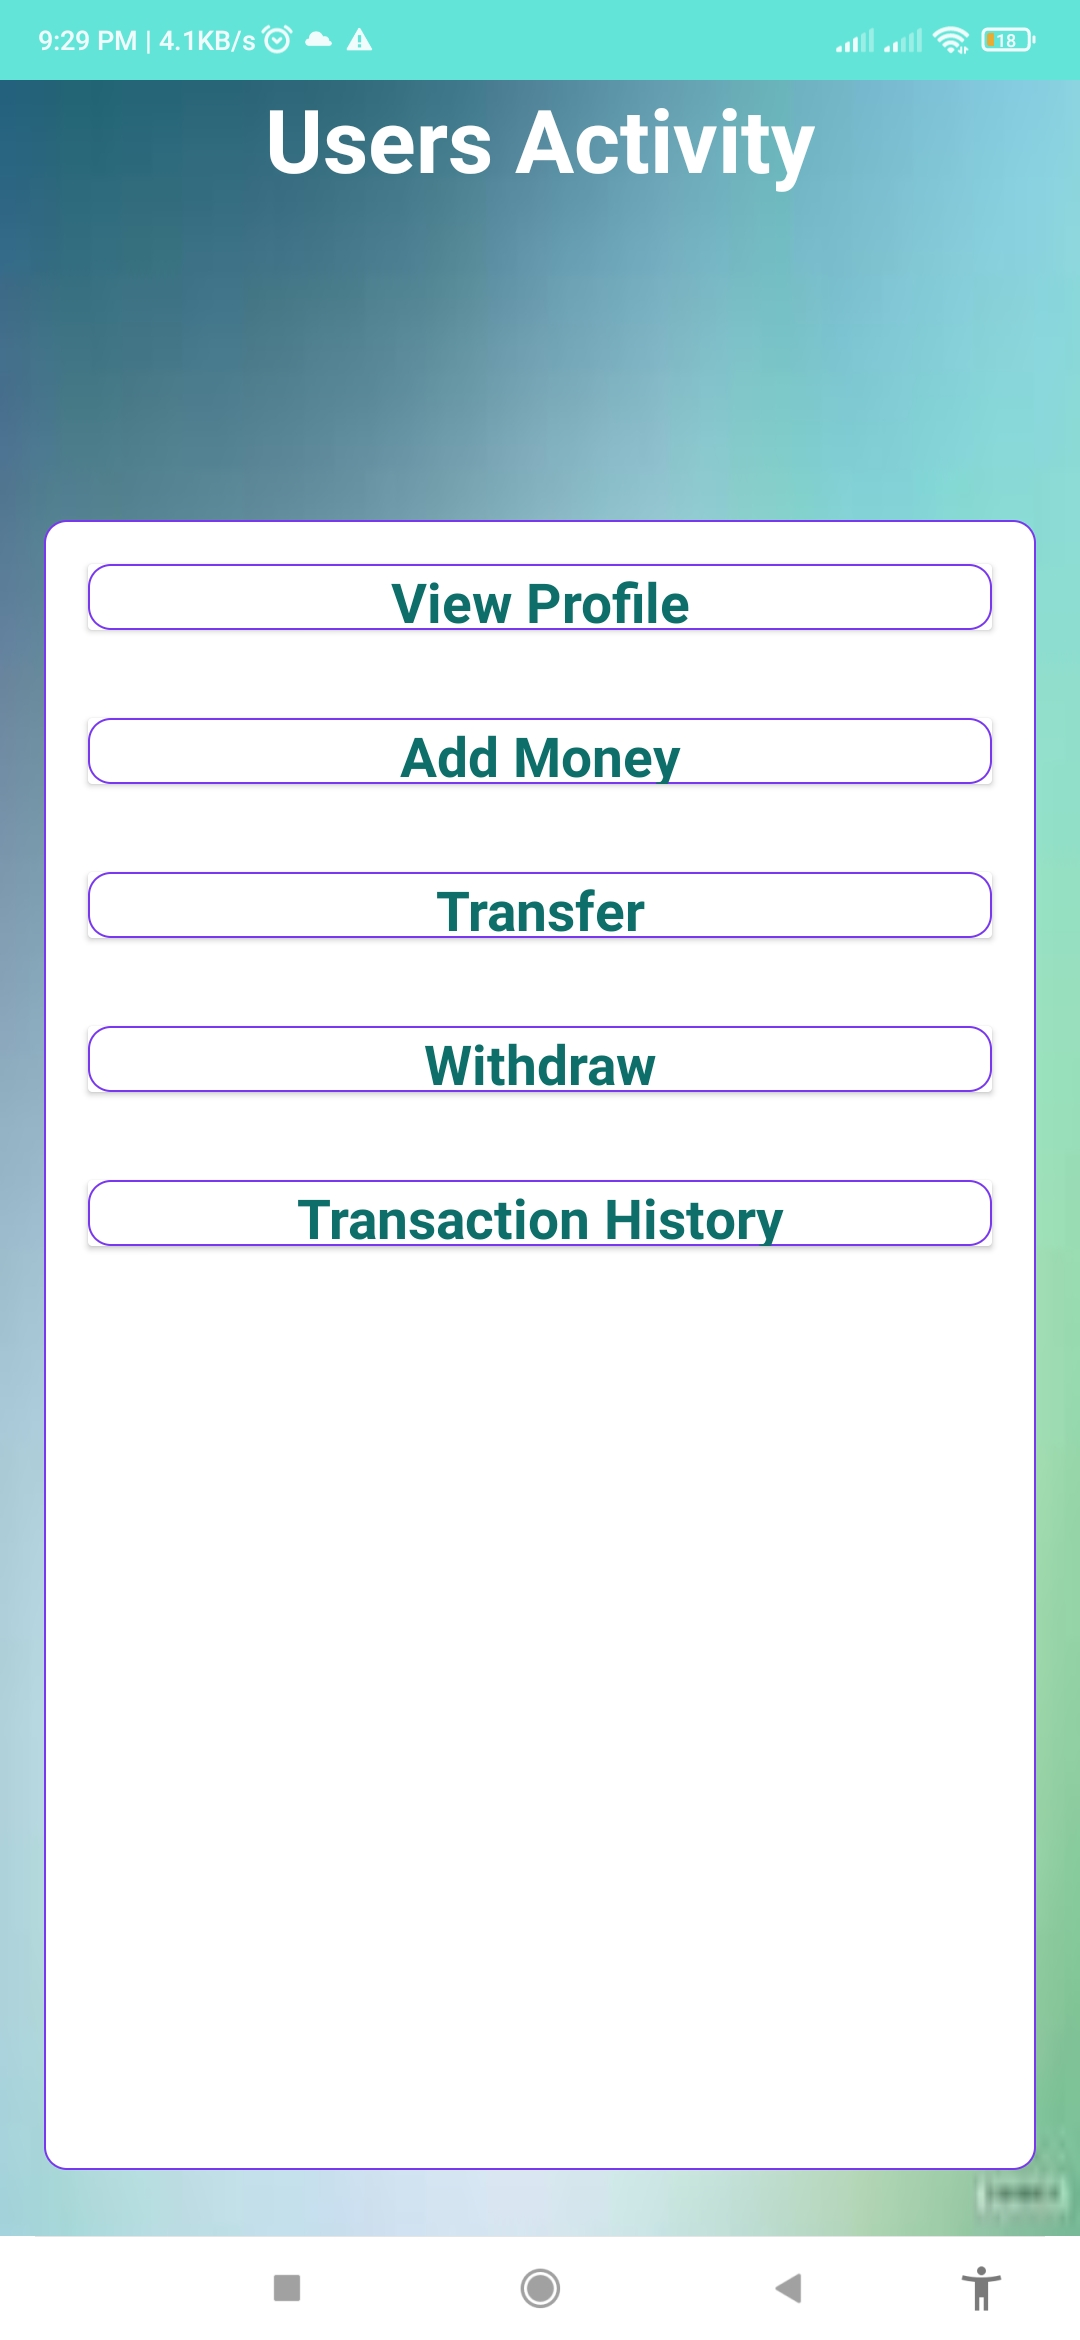 9:29 PM | 4.1KB/s
18
Users Activity
View Profile
Add Money
Transfer
Withdraw
Transaction History